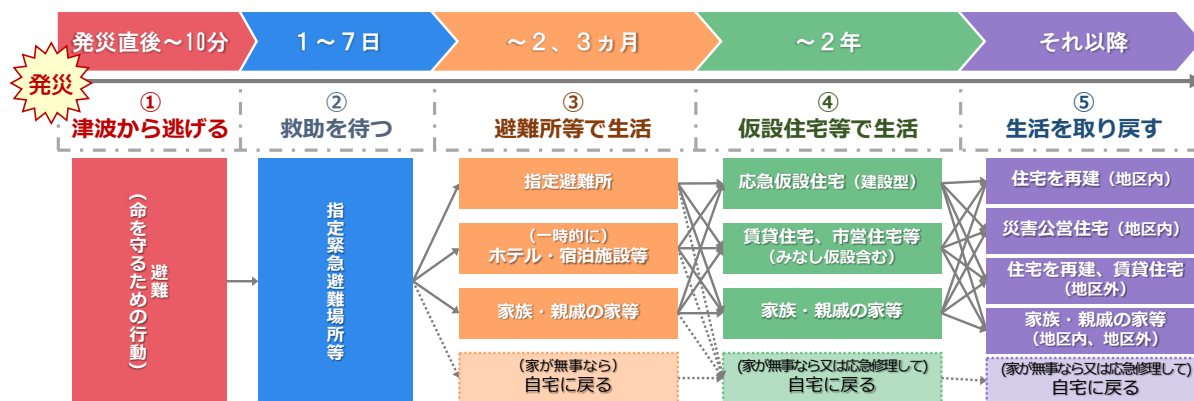 発災直後～10分
１～７日
～２、３ヵ月
～２年
それ以降
発災
①
津波から逃げる
②
救助を待つ
③
避難所等で生活
④
仮設住宅等で生活
⑤
生活を取り戻す
避難
（命を守るための行動）
指定緊急避難場所等
指定避難所
（一時的に）
ホテル・宿泊施設等
家族・親戚の家等
（家が無事なら）
自宅に戻る
応急仮設住宅（建設型）
賃貸住宅、市営住宅等
（みなし仮設含む）
家族・親戚の家等
（家が無事なら又は応急修理して）
自宅に戻る
住宅を再建（地区内）
災害公営住宅（地区内）
住宅を再建、賃貸住宅
（地区外）
家族・親戚の家等
（地区内、地区外）
（家が無事なら又は応急修理して）
自宅に戻る